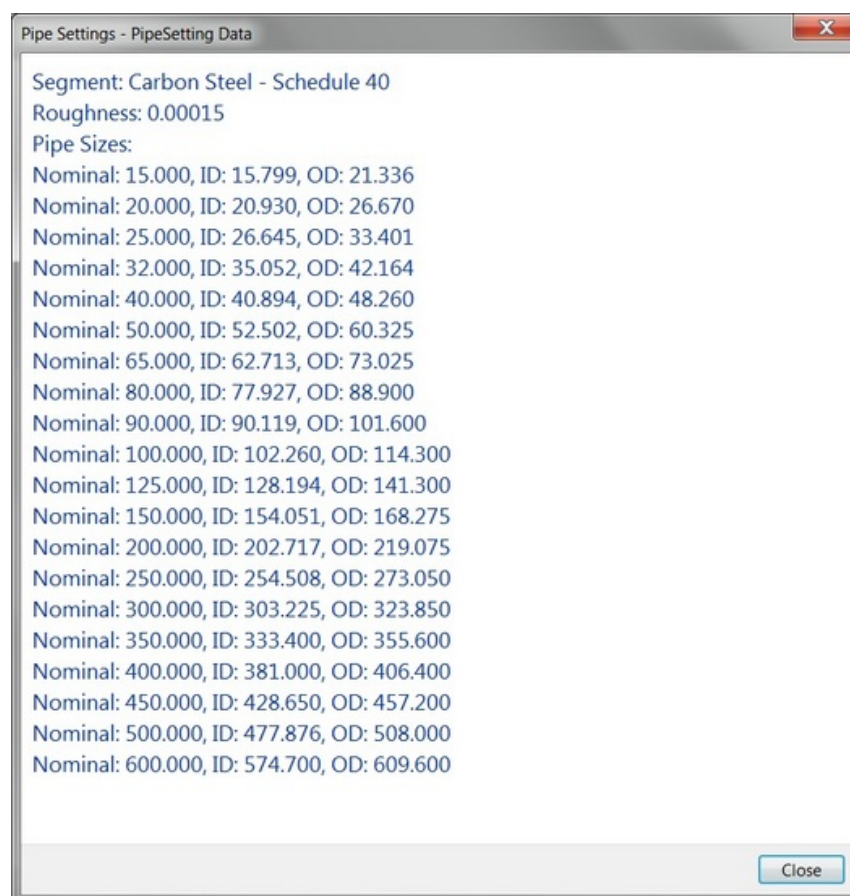 Pipe Settings - PipeSetting Data
Segment: Carbon Steel - Schedule 40
Roughness: 0.00015
Pipe Sizes:
Nominal: 15.000, ID: 15.799, OD: 21.336
Nominal: 20.000, ID: 20.930, OD: 26.670
Nominal: 25.000, ID: 26.645, OD: 33.401
Nominal: 32.000, ID: 35.052, OD: 42.164
Nominal: 40.000, ID: 40.894, OD: 48.260
Nominal: 50.000, ID: 52.502, OD: 60.325
Nominal: 65.000, ID: 62.713, OD: 73.025
Nominal: 80.000, ID: 77.927, OD: 88.900
Nominal: 90.000, ID: 90.119, OD: 101.600
Nominal: 100.000, ID: 102.260, OD: 114.300
Nominal: 125.000, ID: 128.194, OD: 141.300
Nominal: 150.000, ID: 154.051, OD: 168.275
Nominal: 200.000, ID: 202.717, OD: 219.075
Nominal: 250.000, ID: 254.508, OD: 273.050
Nominal: 300.000, ID: 303.225, OD: 323.850
Nominal: 350.000, ID: 333.400, OD: 355.600
Nominal: 400.000, ID: 381.000, OD: 406.400
Nominal: 450.000, ID: 428.650, OD: 457.200
Nominal: 500.000, ID: 477.876, OD: 508.000
Nominal: 600.000, ID: 574.700, OD: 609.600
Close